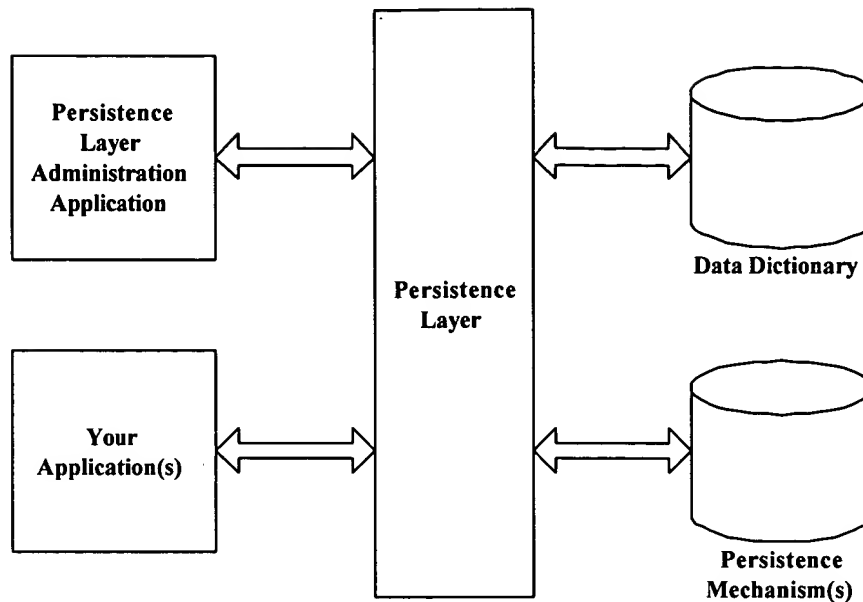 Persistence
Layer
Administration
Application
Data Dictionary
Persistence
Layer
Your
Application(s)
Persistence
Mechanism(s)